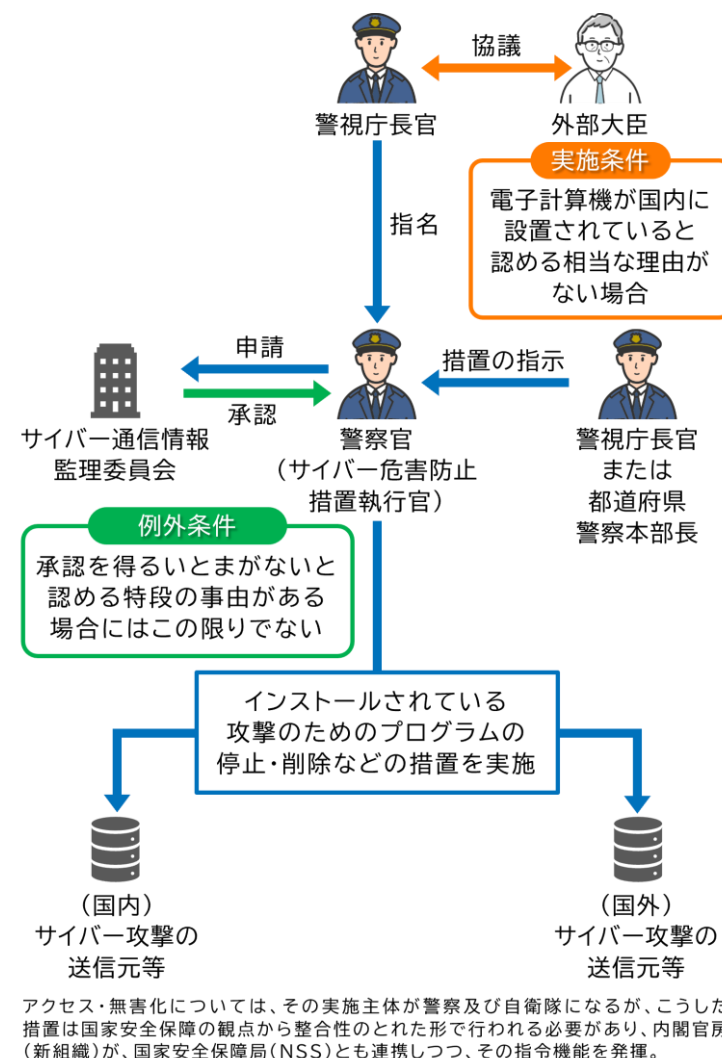 協議
警視庁長官
外部大臣
実施条件
電子計算機が国内に
設置されていると
認める相当な理由が
ない場合
指名
申請
承認
措置の指示
サイバー通信情報
監理委員会
警察官
(サイバー危害防止
措置執行官)
警視庁長官
または
都道府県
警察本部長
例外条件
承認を得るいとまがないと
認める特段の事由がある
場合にはこの限りでない
インストールされている
攻撃のためのプログラムの
停止・削除などの措置を実施
(国内)
サイバー攻撃の
送信元等
(国外)
サイバー攻撃の
送信元等
アクセス・無害化については、その実施主体が警察及び自衛隊になるが、こうした
措置は国家安全保障の観点から整合性のとれた形で行われる必要があり、内閣官房
(新組織)が、国家安全保障局(NSS)とも連携しつつ、その指令機能を発揮。